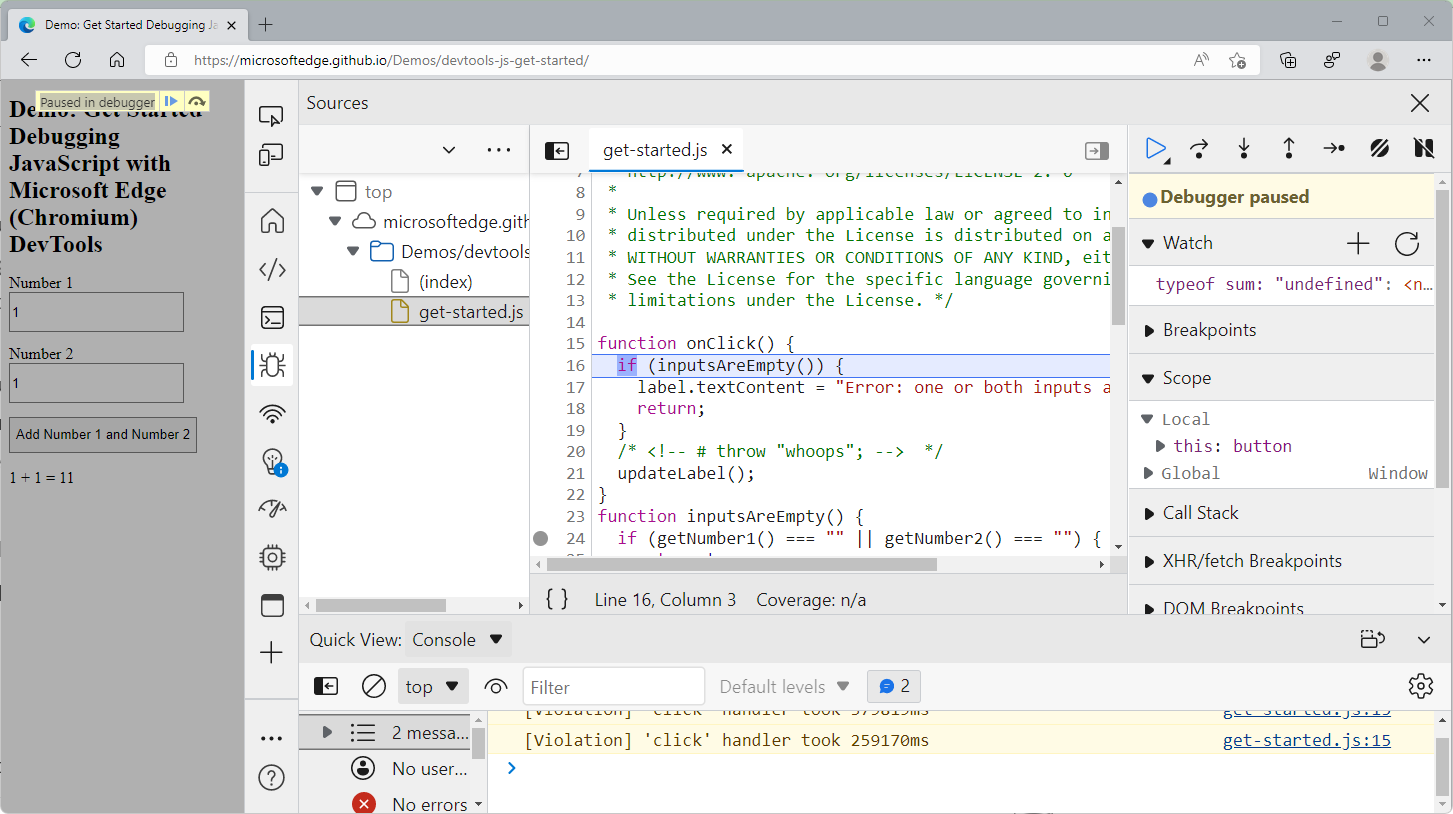 Demo: Get Started Debugging Ja
https://microsoftedge.github.io/Demos/devtools-js-get-started/
Paused in debugger
Demo: Get Started
Debugging
JavaScript with
Microsoft Edge
(Chromium)
DevTools
Number 1
1
Number 2
1
Add Number 1 and Number 2
1 + 1 = 11
Sources
top
microsoftedge.gith
Demos/devtools
(index)
get-started.js
get-started.js
7 * http://www. apache. org/licenses/LICENSE-2. 0
8 *
9 * Unless required by applicable law or agreed to in
10 * distributed under the License is distributed on a
11 * WITHOUT WARRANTIES OR CONDITIONS OF ANY KIND, eit
12 * See the License for the specific language governi
13 * limitations under the License. */
14
15 function onClick() {
16 if (inputsAreEmpty()) {
17 label.textContent = "Error: one or both inputs a
18 return;
19 }
20 /* <!-- # throw "whoops"; --> */
21 updateLabel();
22 }
23 function inputsAreEmpty() {
24 if (getNumber1() === "" || getNumber2() === "") {
{ } Line 16, Column 3 Coverage: n/a
Debugger paused
Watch
typeof sum: "undefined": <n…
Breakpoints
Scope
Local
this: button
Global Window
Call Stack
XHR/fetch Breakpoints
DOM Breakpoints
Quick View: Console
top Filter Default levels 2
2 messa…
No user…
No errors
[Violation] 'click' handler took 379819ms get-started.js:15
[Violation] 'click' handler took 259170ms get-started.js:15